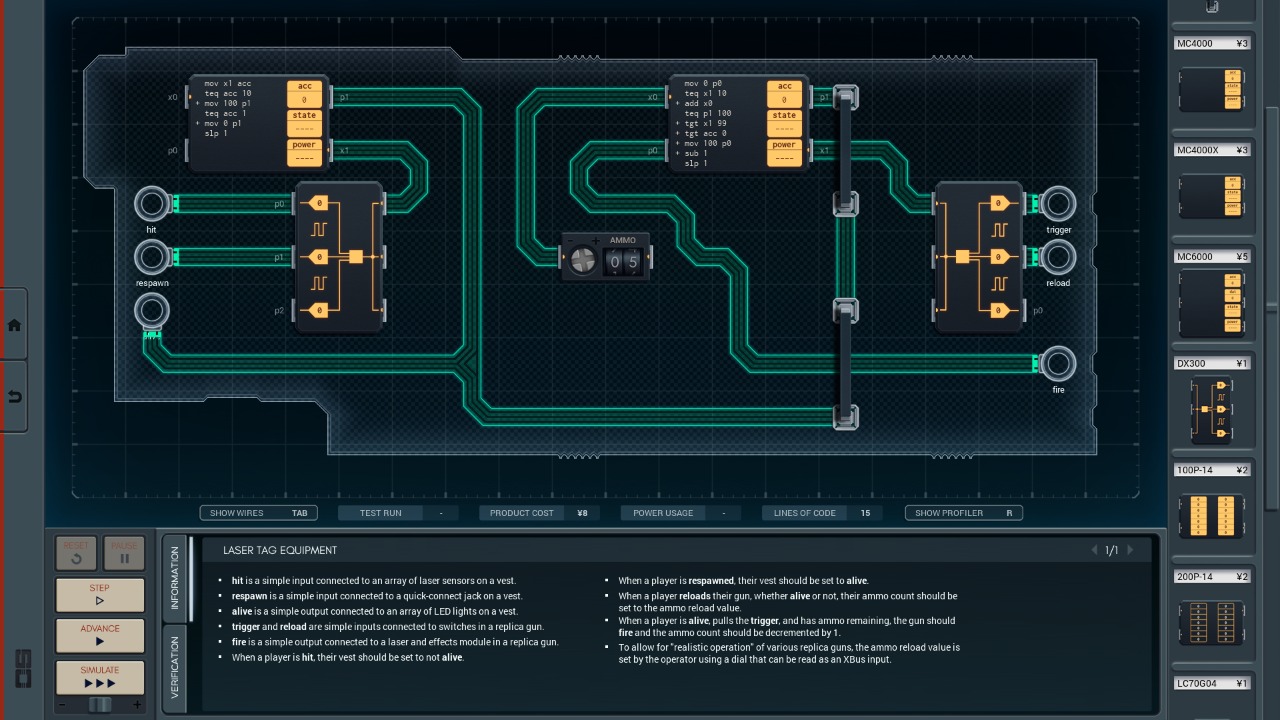 MC4000 ¥3
mov x1 acc
teq acc 10
+ mov 100 p1
teq acc 1
+ mov 0 p1
slp 1
acc
0
state
----
power
----
x0
p0
p1
x1
mov 0 p0
teq x1 10
+ add x0
teq p1 100
+ tgt x1 99
+ tgt acc 0
+ mov 100 p0
+ sub 1
slp 1
acc
0
state
----
power
----
x0
p0
p1
x1
MC4000X ¥3
hit
respawn
p0
p1
p2
0
0
0
AMMO
- +
05
0
0
0
p0
trigger
reload
fire
MC6000 ¥5
DX300 ¥1
100P-14 ¥2
200P-14 ¥2
LC70G04 ¥1
SHOW WIRES TAB
TEST RUN -
PRODUCT COST ¥8
POWER USAGE -
LINES OF CODE 15
SHOW PROFILER R
RESET
PAUSE
STEP
ADVANCE
SIMULATE
- +
INFORMATION
VERIFICATION
LASER TAG EQUIPMENT
1/1
▪ hit is a simple input connected to an array of laser sensors on a vest.
▪ respawn is a simple input connected to a quick-connect jack on a vest.
▪ alive is a simple output connected to an array of LED lights on a vest.
▪ trigger and reload are simple inputs connected to switches in a replica gun.
▪ fire is a simple output connected to a laser and effects module in a replica gun.
▪ When a player is hit, their vest should be set to not alive.
▪ When a player is respawned, their vest should be set to alive.
▪ When a player reloads their gun, whether alive or not, their ammo count should be
set to the ammo reload value.
▪ When a player is alive, pulls the trigger, and has ammo remaining, the gun should
fire and the ammo count should be decremented by 1.
▪ To allow for "realistic operation" of various replica guns, the ammo reload value is
set by the operator using a dial that can be read as an XBus input.